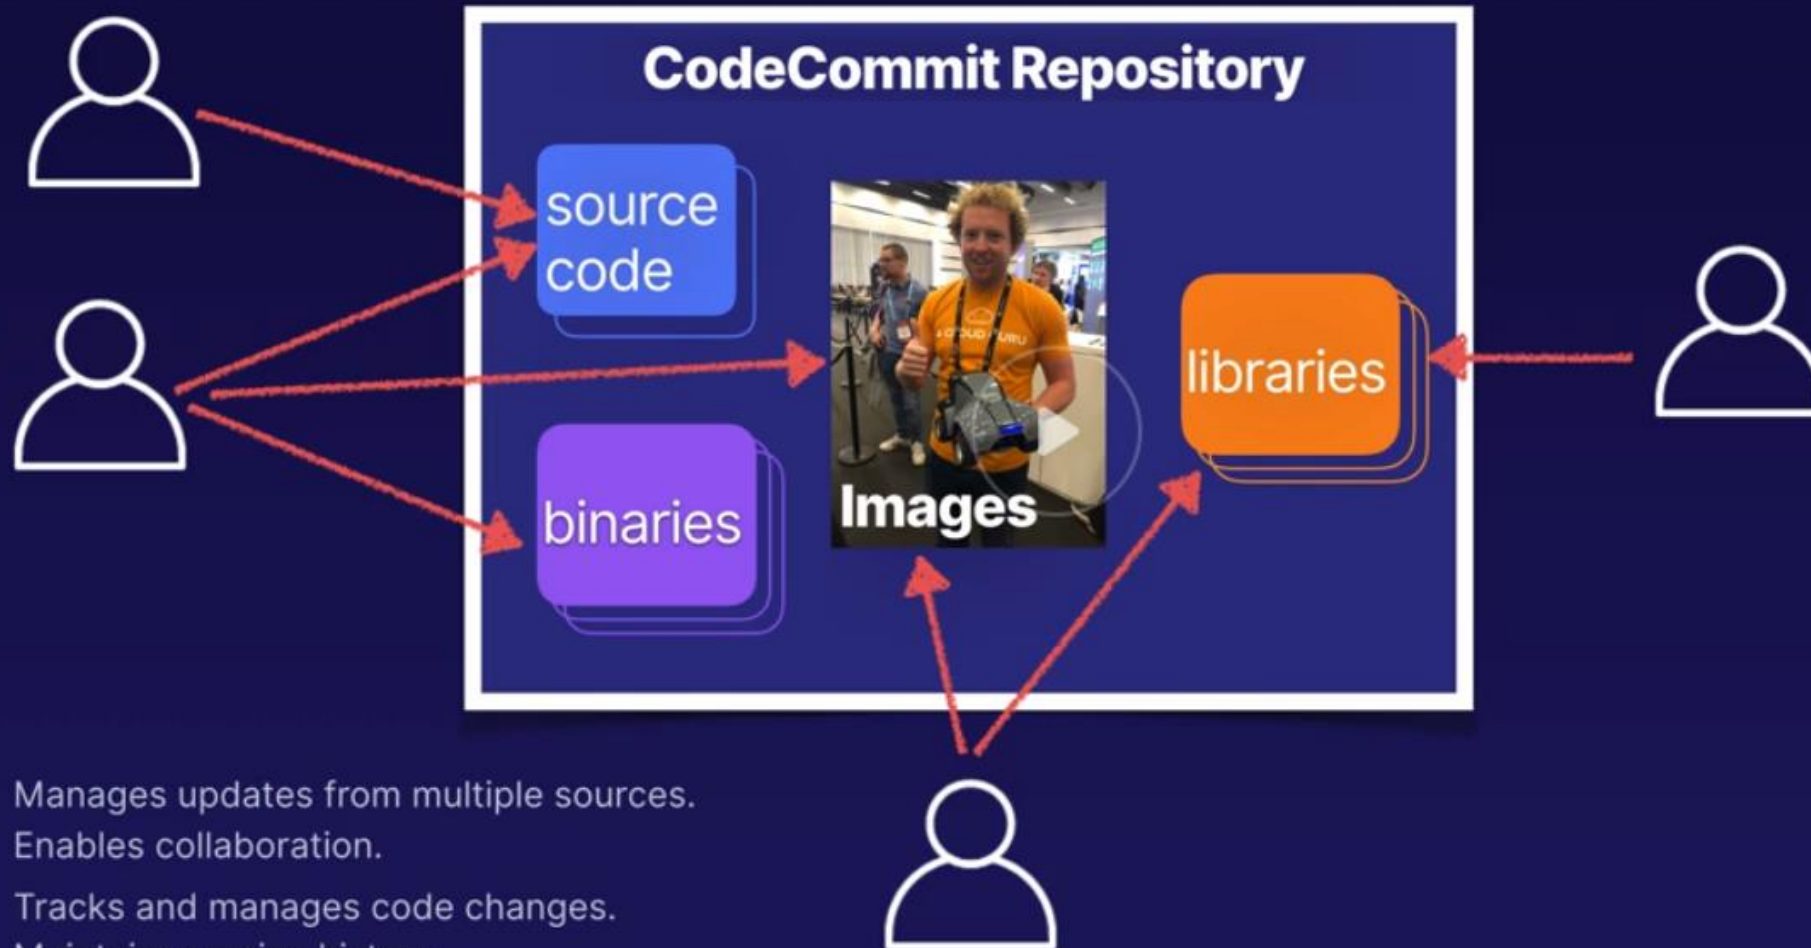 CodeCommit Repository
source
code
Images
libraries
binaries
Manages updates from multiple sources.
Enables collaboration.
Tracks and manages code changes.